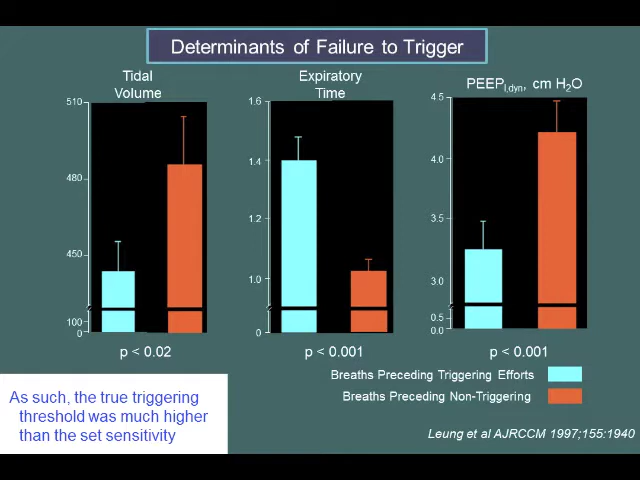 Determinants of Failure to Trigger
Tidal
Volume
510
480
450
100
0
p < 0.02
Expiratory
Time
1.6
1.4
1.2
1.0
0
p < 0.001
PEEPI,dyn, cm H2O
4.5
4.0
3.5
3.0
0.5
0.0
p < 0.001
Breaths Preceding Triggering Efforts
Breaths Preceding Non-Triggering
As such, the true triggering
threshold was much higher
than the set sensitivity
Leung et al AJRCCM 1997;155:1940